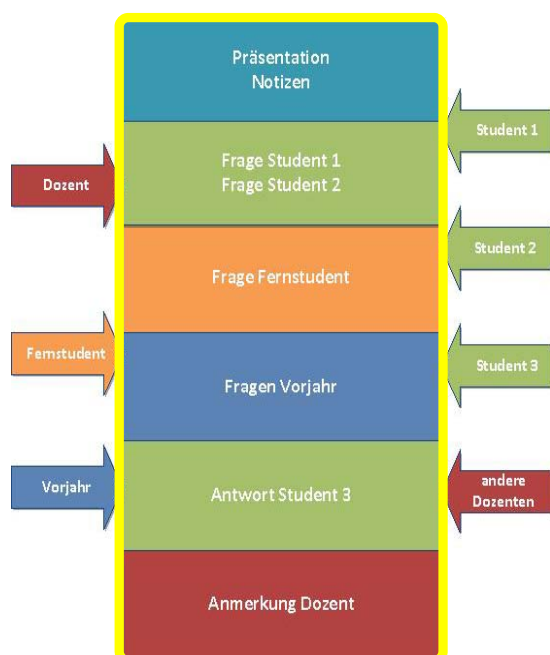 Präsentation
Notizen
Student 1
Frage Student 1
Frage Student 2
Dozent
Student 2
Frage Fernstudent
Fernstudent
Student 3
Fragen Vorjahr
Vorjahr
Antwort Student 3
andere
Dozenten
Anmerkung Dozent